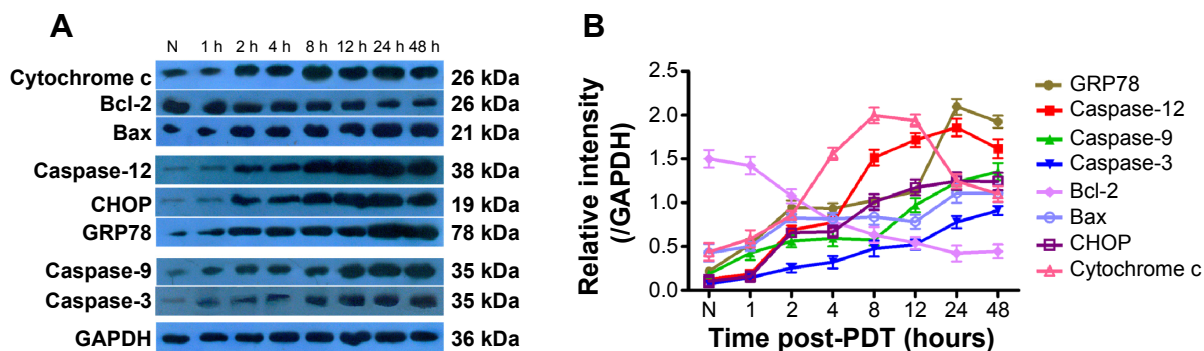 A
N 1 h 2 h 4 h 8 h 12 h 24 h 48 h
Cytochrome c 26 kDa
Bcl-2 26 kDa
Bax 21 kDa
Caspase-12 38 kDa
CHOP 19 kDa
GRP78 78 kDa
Caspase-9 35 kDa
Caspase-3 35 kDa
GAPDH 36 kDa
B
Relative intensity
(/GAPDH)
2.5
2.0
1.5
1.0
0.5
0.0
N 1 2 4 8 12 24 48
Time post-PDT (hours)
GRP78
Caspase-12
Caspase-9
Caspase-3
Bcl-2
Bax
CHOP
Cytochrome c